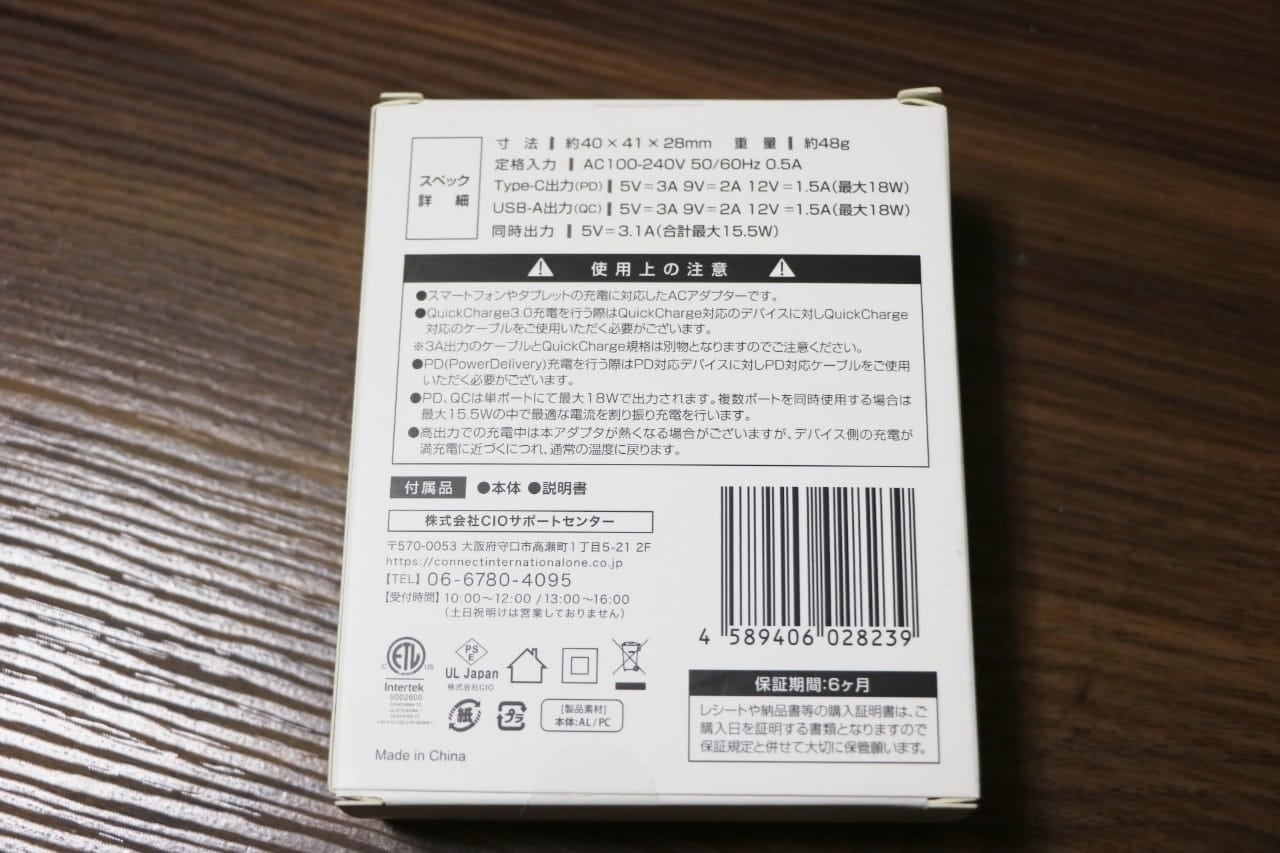 スペック
詳細
寸法 約40×41×28mm 重量 約48g
定格入力 AC100-240V 50/60Hz 0.5A
Type-C出力(PD) 5V=3A 9V=2A 12V=1.5A(最大18W)
USB-A出力(QC) 5V=3A 9V=2A 12V=1.5A(最大18W)
同時出力 5V=3.1A(合計最大15.5W)
使用上の注意
●スマートフォンやタブレットの充電に対応したACアダプターです。
●QuickCharge3.0充電を行う際はQuickCharge対応のデバイスに対しQuickCharge
対応のケーブルをご使用いただく必要がございます。
※3A出力のケーブルとQuickCharge規格は別物となりますのでご注意ください。
●PD(PowerDelivery)充電を行う際はPD対応デバイスに対しPD対応ケーブルをご使用
いただく必要がございます。
●PD、QCは単ポートにて最大18Wで出力されます。複数ポートを同時使用する場合は
最大15.5Wの中で最適な電流を割り振り充電を行います。
●高出力での充電中は本アダプタが熱くなる場合がございますが、デバイス側の充電が
満充電に近づくにつれ、通常の温度に戻ります。
付属品 ●本体 ●説明書
株式会社CIOサポートセンター
〒570-0053 大阪府守口市高瀬町1丁目5-21 2F
https://connectinternationalone.co.jp
【TEL】06-6780-4095
【受付時間】10:00～12:00 /13:00～16:00
(土日祝明けは営業しておりません)
4 589406 028239
C ETL US
Intertek
5002600
PS
E
UL Japan
株式会社CIO
紙
プラ
[製品素材]
本体:AL/PC
Made in China
保証期間:6ヶ月
レシートや納品書等の購入証明書は、ご
購入日を証明する書類となりますので
保証規定と併せて大切に保管願います。